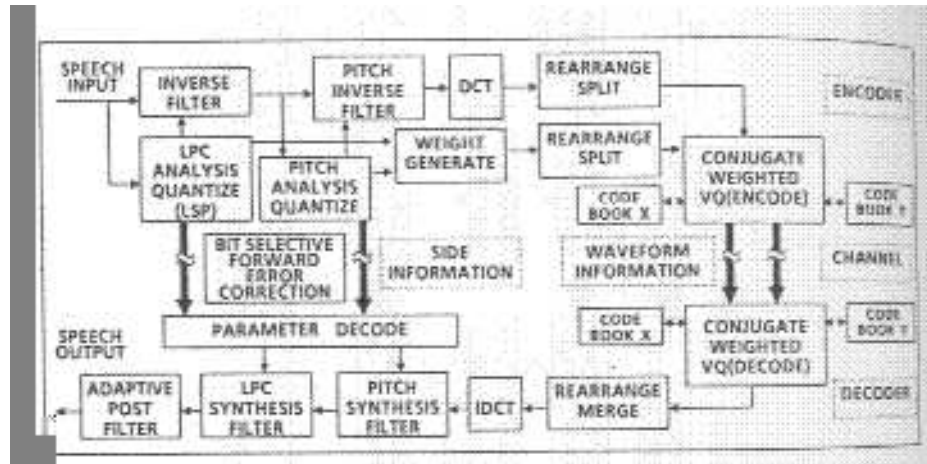 SPEECH
INPUT
INVERSE
FILTER
PITCH
INVERSE
FILTER
DCT
REARRANGE
SPLIT
ENCODER
LPC
ANALYSIS
QUANTIZE
(LSP)
PITCH
ANALYSIS
QUANTIZE
WEIGHT
GENERATE
REARRANGE
SPLIT
CONJUGATE
WEIGHTED
VQ(ENCODE)
CODE
BOOK X
CODE
BOOK Y
BIT SELECTIVE
FORWARD
ERROR
CORRECTION
SIDE
INFORMATION
WAVEFORM
INFORMATION
CHANNEL
PARAMETER DECODE
CODE
BOOK X
CONJUGATE
WEIGHTED
VQ(DECODE)
CODE
BOOK Y
SPEECH
OUTPUT
ADAPTIVE
POST
FILTER
LPC
SYNTHESIS
FILTER
PITCH
SYNTHESIS
FILTER
IDCT
REARRANGE
MERGE
DECODER